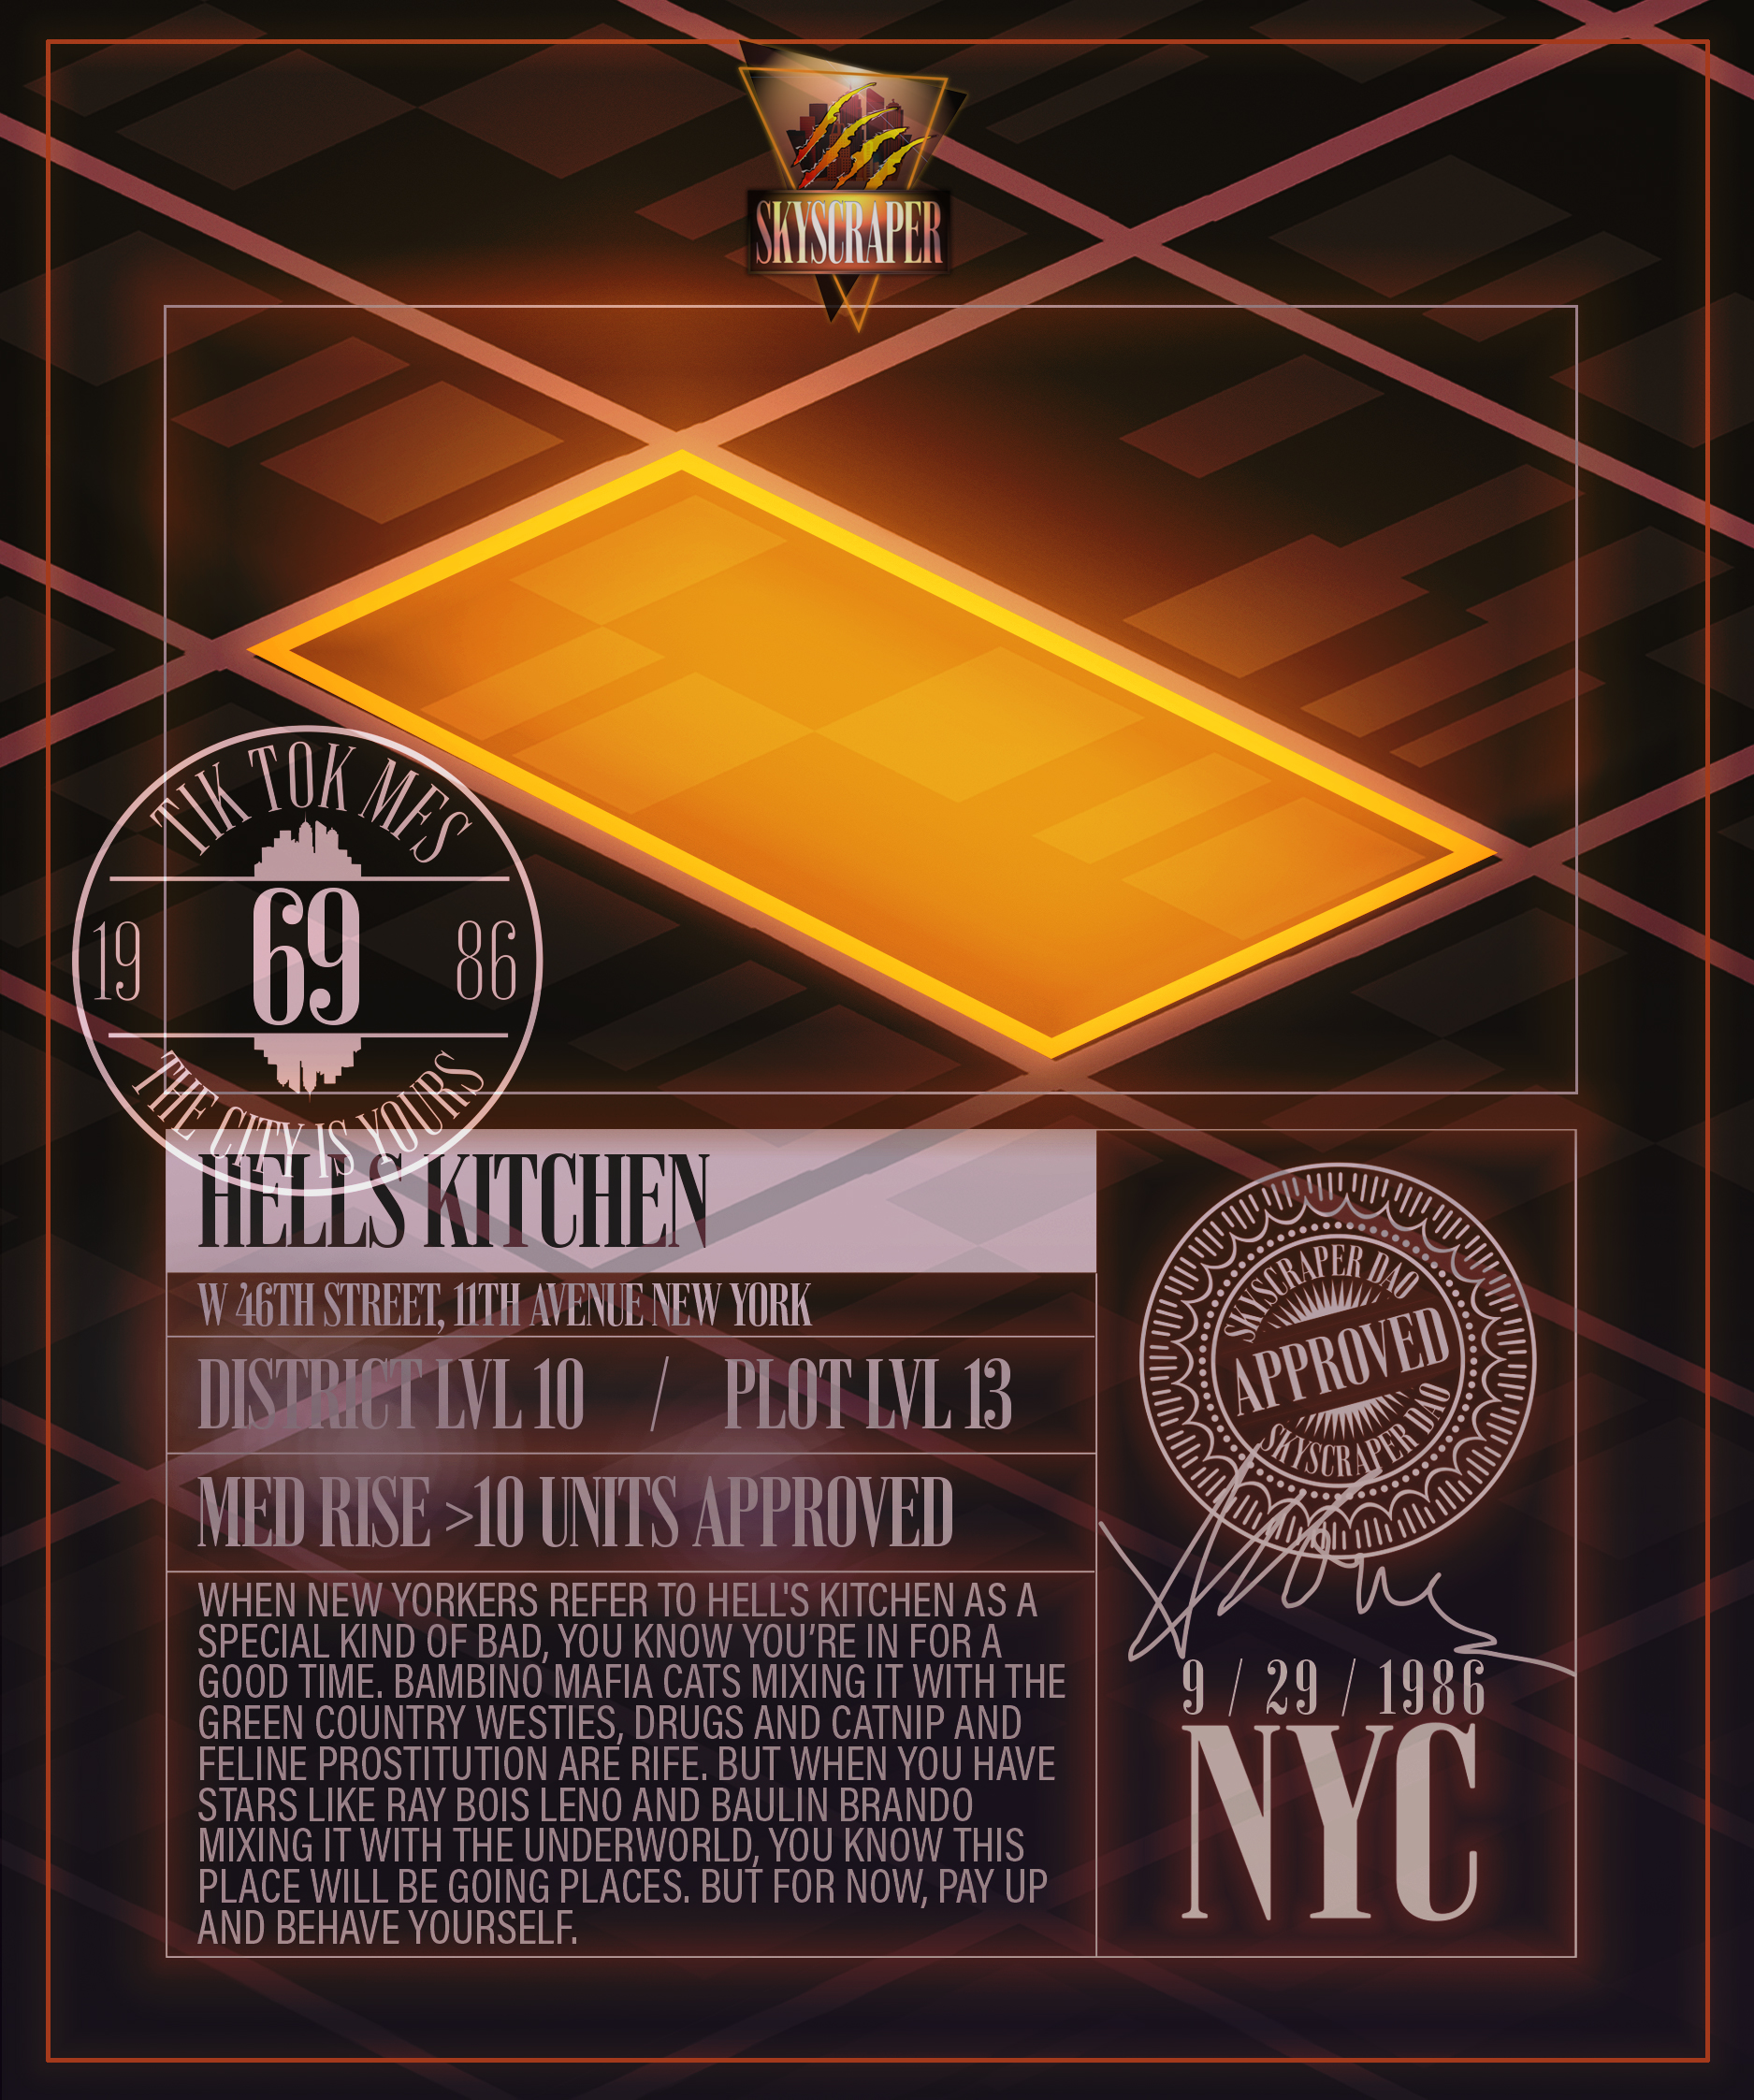 SKYSCRAPER
TIK TOK MFS
19 69 86
THE CITY IS YOURS
HELLS KITCHEN
W 46TH STREET, 11TH AVENUE NEW YORK
DISTRICT LVL 10 / PLOT LVL 13
MED RISE >10 UNITS APPROVED
WHEN NEW YORKERS REFER TO HELL'S KITCHEN AS A
SPECIAL KIND OF BAD, YOU KNOW YOU’RE IN FOR A
GOOD TIME. BAMBINO MAFIA CATS MIXING IT WITH THE
GREEN COUNTRY WESTIES, DRUGS AND CATNIP AND
FELINE PROSTITUTION ARE RIFE. BUT WHEN YOU HAVE
STARS LIKE RAY BOIS LENO AND BAULIN BRANDO
MIXING IT WITH THE UNDERWORLD, YOU KNOW THIS
PLACE WILL BE GOING PLACES. BUT FOR NOW, PAY UP
AND BEHAVE YOURSELF.
SKYSCRAPER DAO
APPROVED
SKYSCRAPER DAO
9 / 29 / 1986
NYC